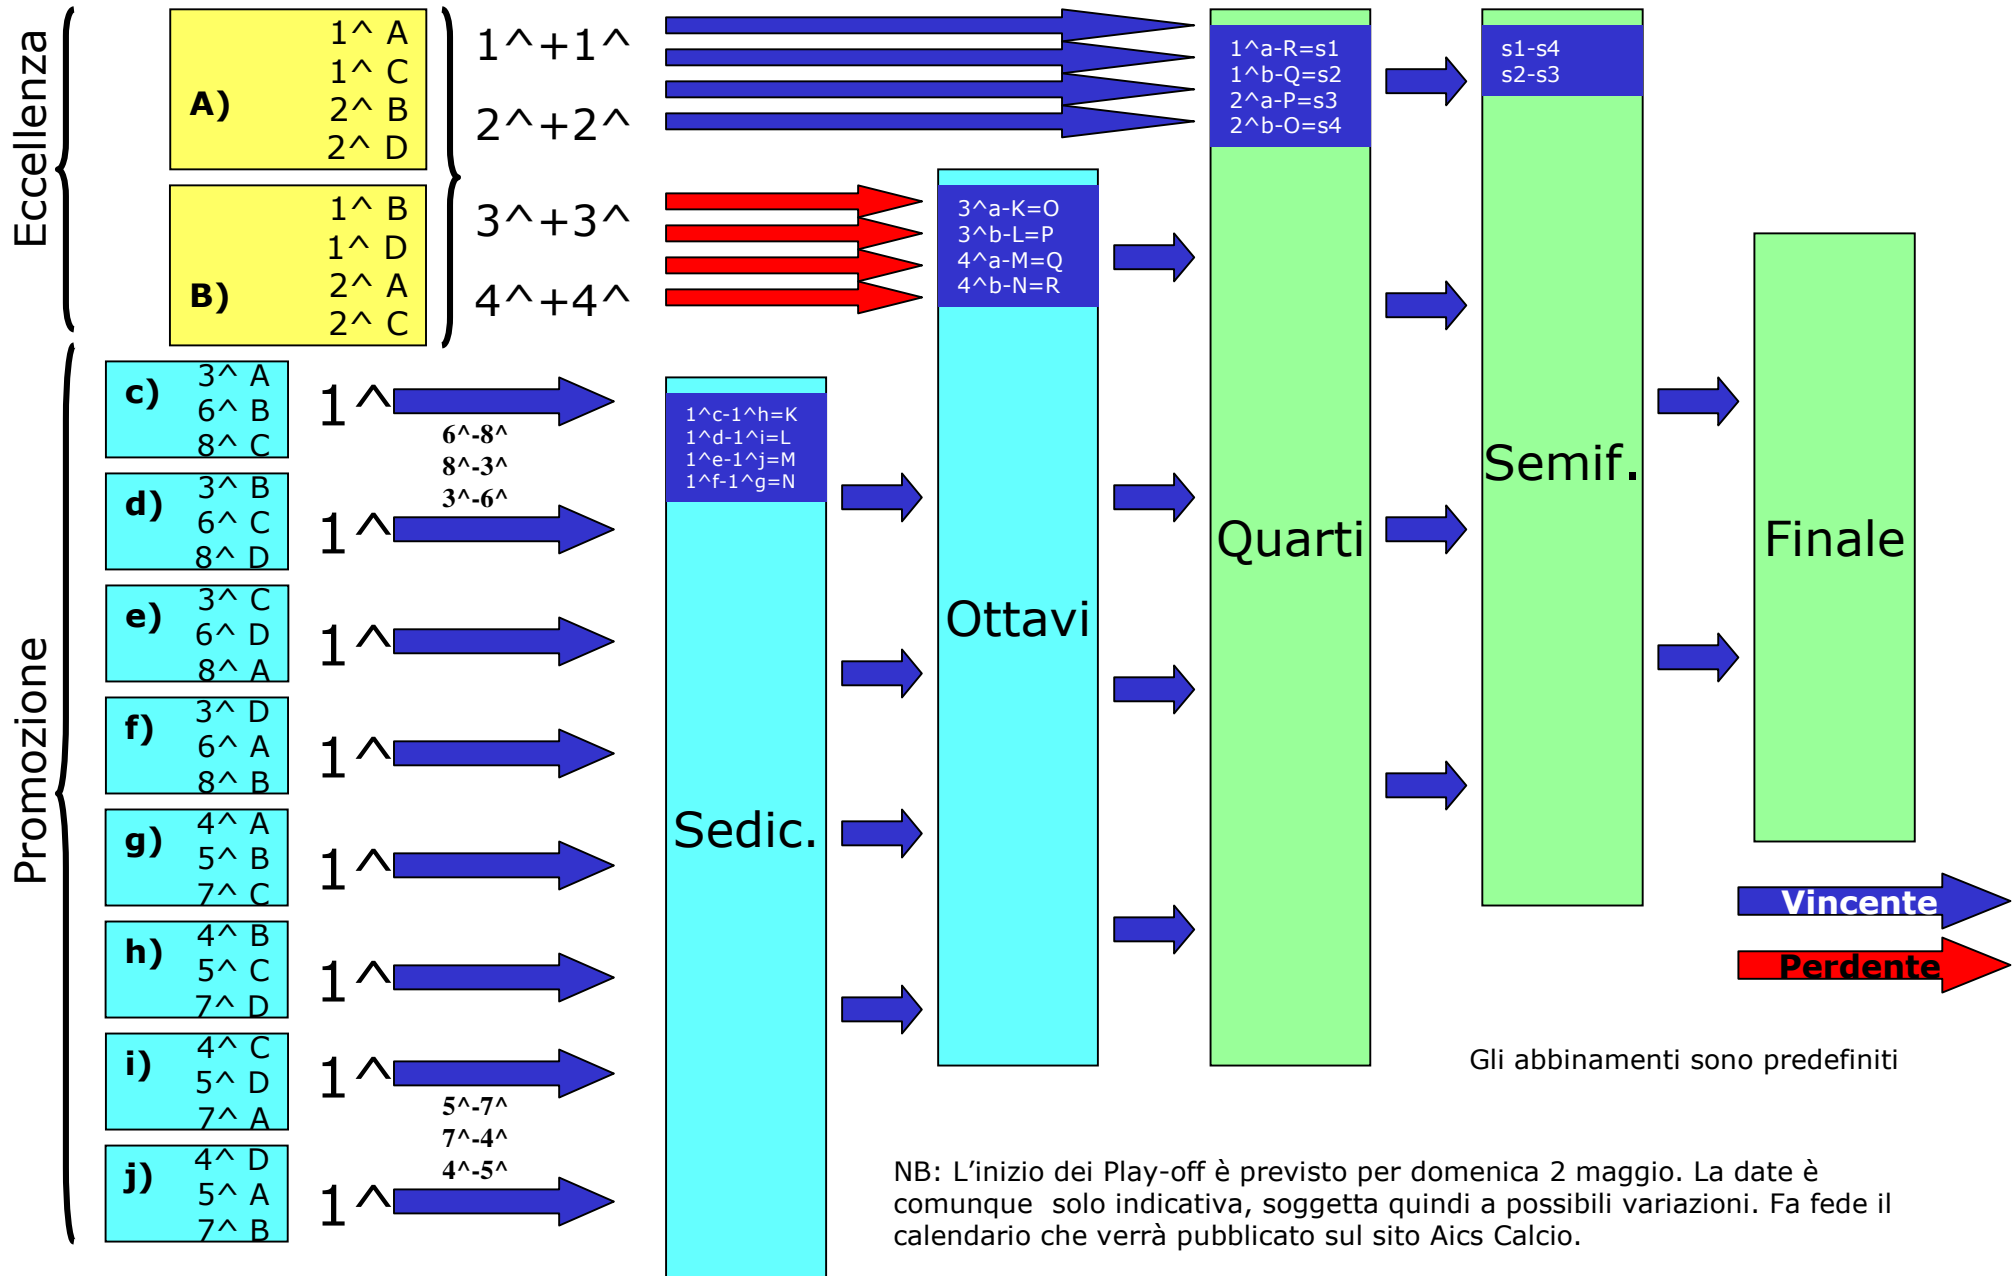 Eccellenza
A)
1^ A
1^ C
2^ B
2^ D
B)
1^ B
1^ D
2^ A
2^ C
1^+1^
2^+2^
3^+3^
4^+4^
Promozione
c)
3^ A
6^ B
8^ C
1^
6^-8^
8^-3^
3^-6^
d)
3^ B
6^ C
8^ D
1^
e)
3^ C
6^ D
8^ A
1^
f)
3^ D
6^ A
8^ B
1^
g)
4^ A
5^ B
7^ C
1^
h)
4^ B
5^ C
7^ D
1^
i)
4^ C
5^ D
7^ A
1^
5^-7^
7^-4^
4^-5^
j)
4^ D
5^ A
7^ B
1^
1^c-1^h=K
1^d-1^i=L
1^e-1^j=M
1^f-1^g=N
Sedic.
3^a-K=O
3^b-L=P
4^a-M=Q
4^b-N=R
Ottavi
1^a-R=s1
1^b-Q=s2
2^a-P=s3
2^b-O=s4
Quarti
s1-s4
s2-s3
Semif.
Finale
Vincente
Perdente
Gli abbinamenti sono predefiniti
NB: L’inizio dei Play-off è previsto per domenica 2 maggio. La date è
comunque  solo indicativa, soggetta quindi a possibili variazioni. Fa fede il
calendario che verrà pubblicato sul sito Aics Calcio.